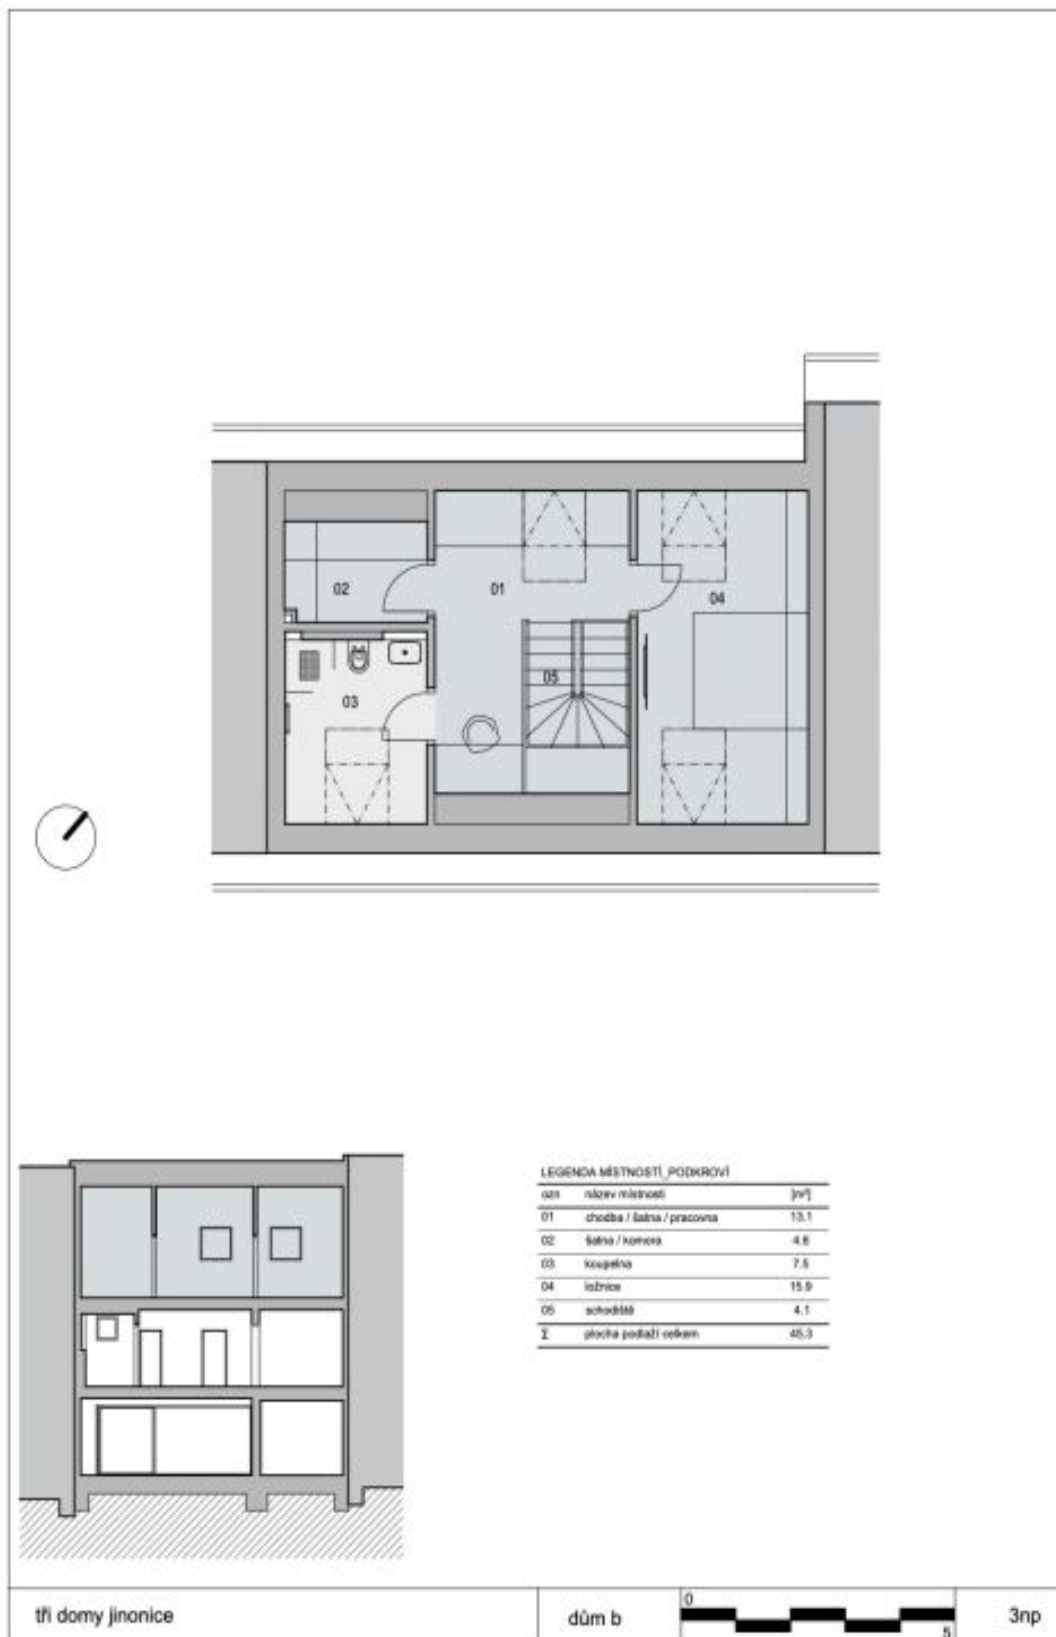 02
01
04
05
03
LEGENDA MÍSTNOSTÍ_PODKROVÍ
ozn název místnosti [m²]
01 chodba / šatna / pracovna 13.1
02 šatna / komora 4.6
03 koupelna 7.5
04 ložnice 15.9
05 schodiště 4.1
Σ plocha podlaží celkem 45.3
tři domy jinonice
dům b
0
5
3np